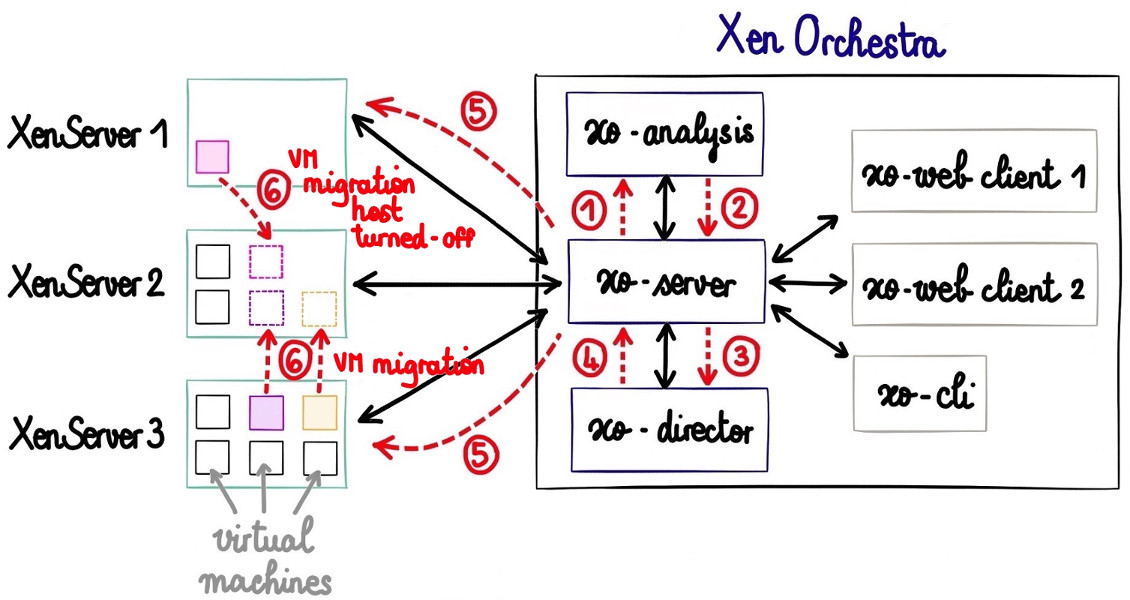 Xen Orchestra
XenServer 1
⑤
xo-analysis
xo-web client 1
VM
migration
host
turned-off
⑥
①
②
XenServer 2
xo-server
xo-web client 2
⑥
VM migration
④
③
xo-cli
XenServer 3
⑤
xo-director
virtual
machines